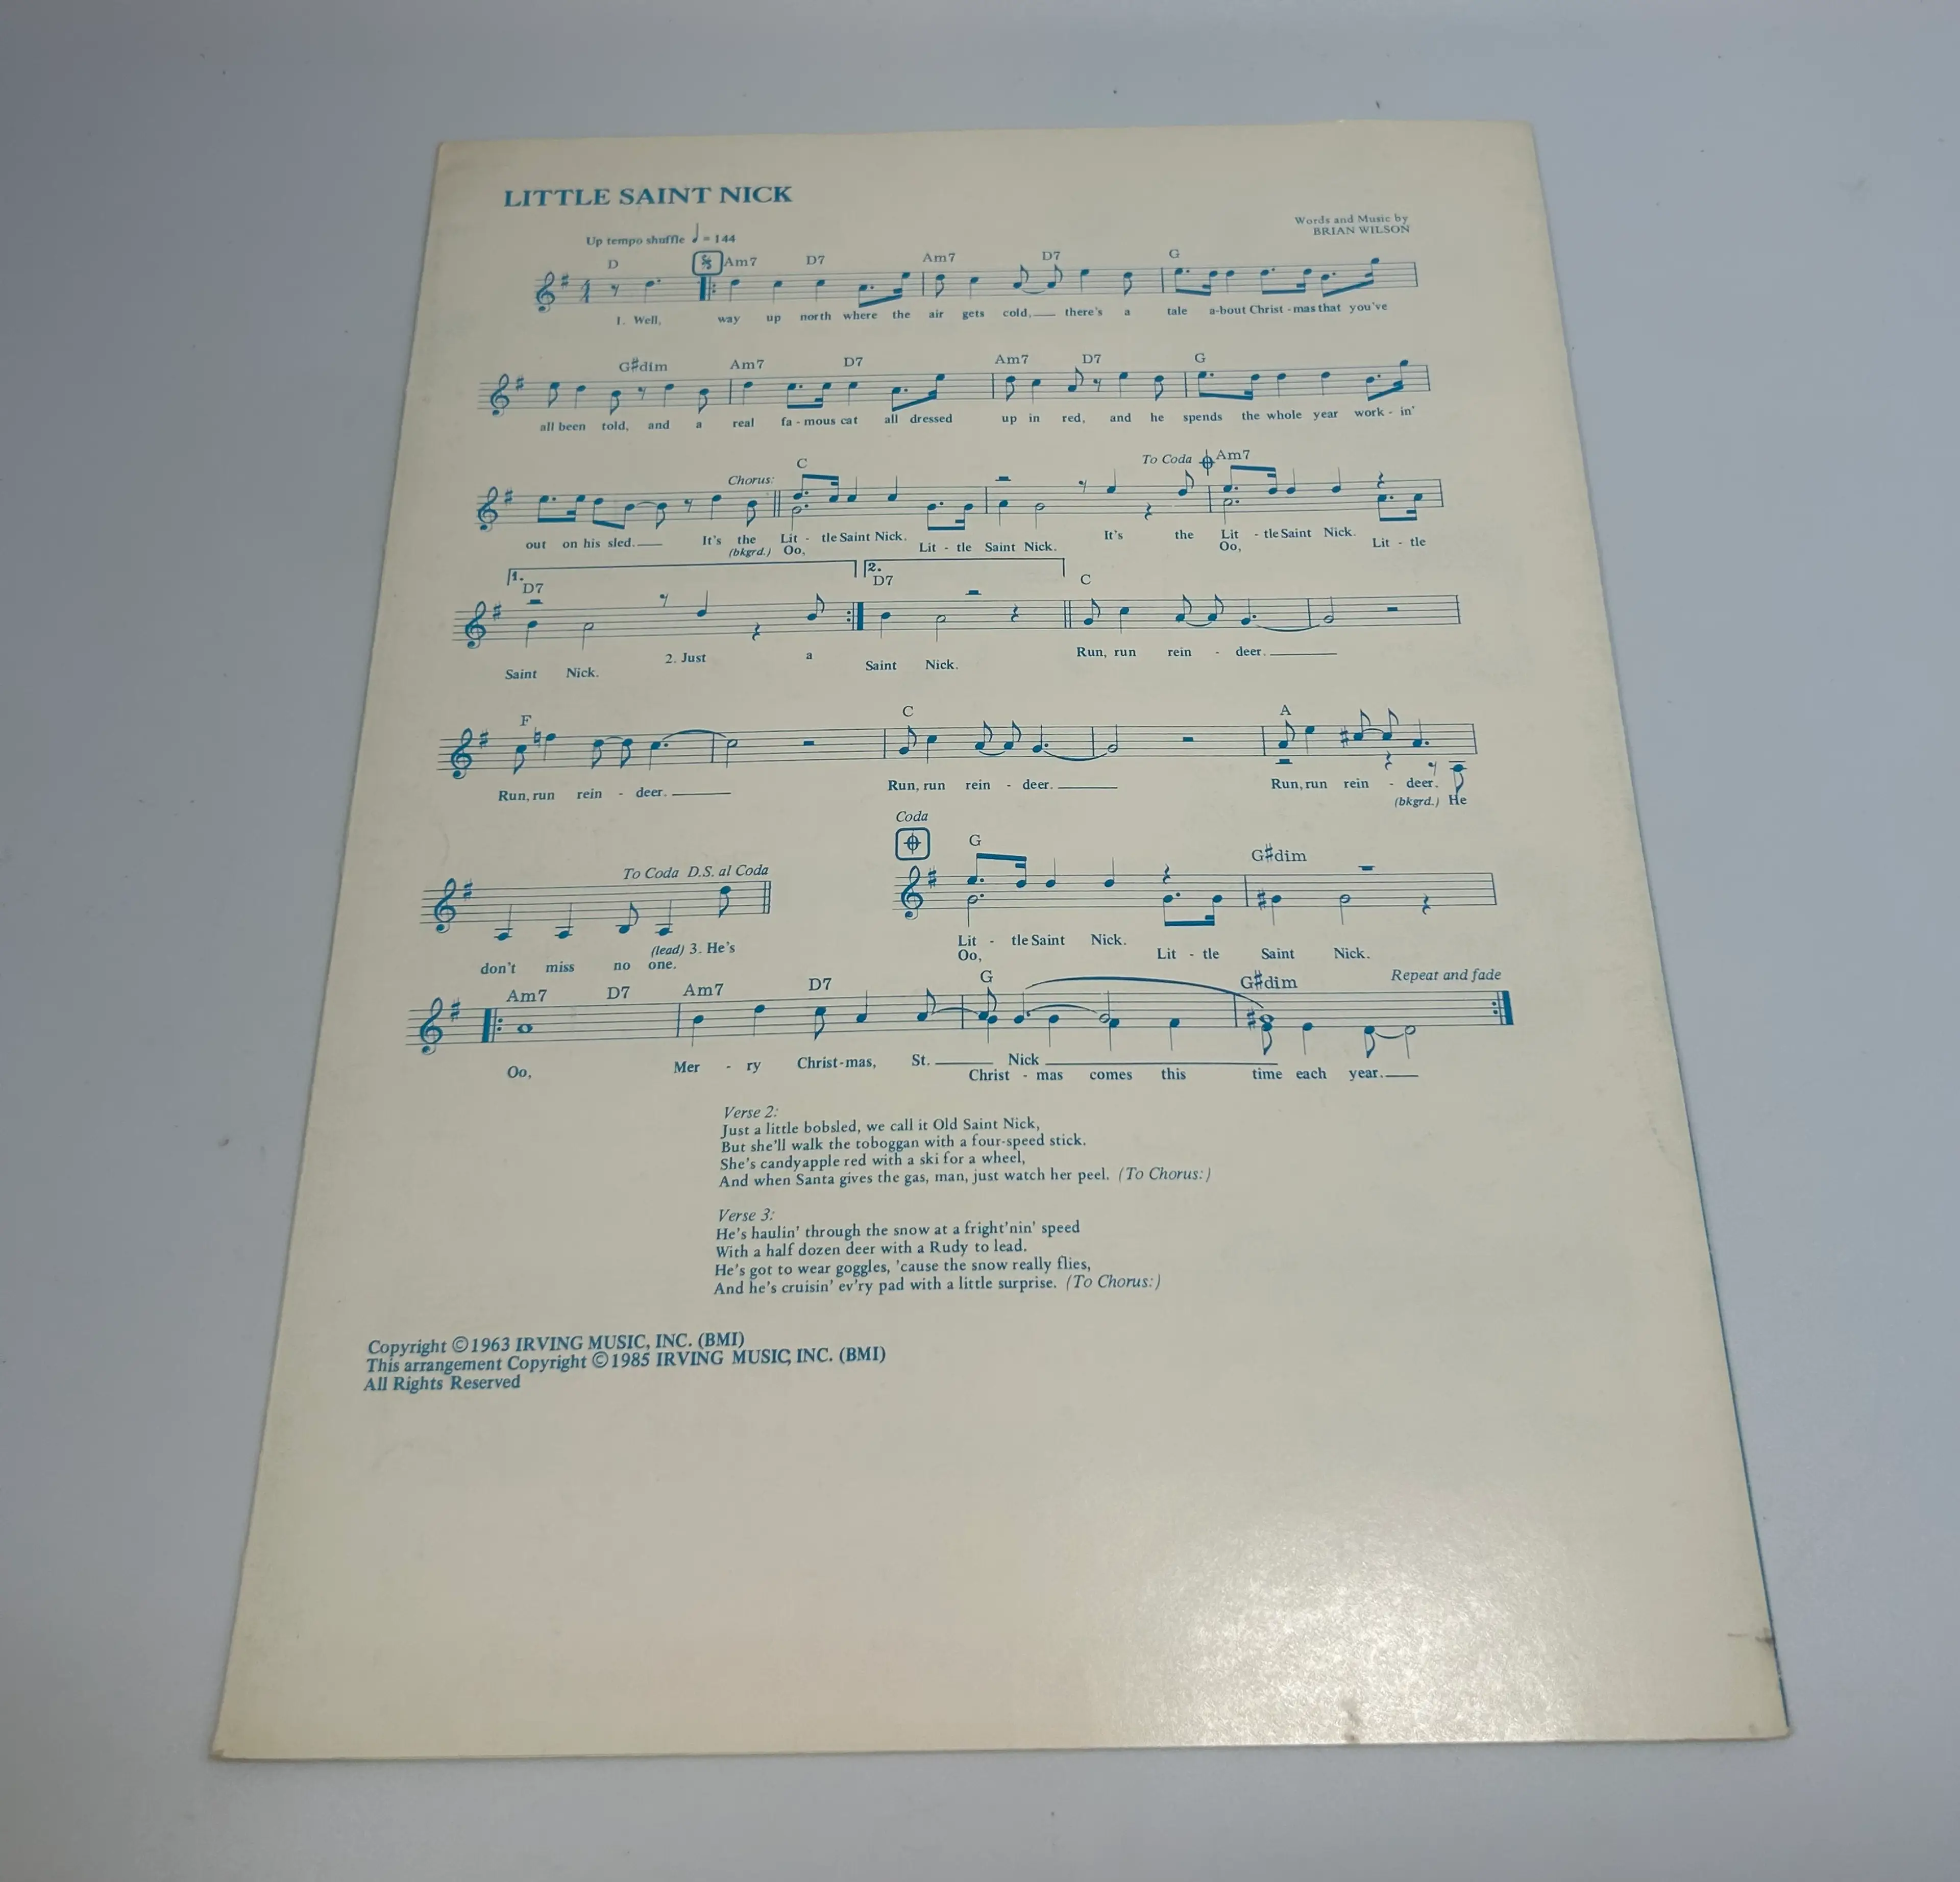 LITTLE SAINT NICK
Words and Music by
BRIAN WILSON
Up tempo shuffle ♩ = 144
D Am7 D7 Am7 D7 G
1. Well, way up north where the air gets cold, there's a tale a-bout Christ - mas that you've
G#dim Am7 D7 Am7 D7 G
all been told, and a real fa - mous cat all dressed up in red, and he spends the whole year work - in'
Chorus: C To Coda Am7
out on his sled. It's the Lit - tle Saint Nick. It's the Lit - tle Saint Nick.
(bkgrd.) Oo, Lit - tle Saint Nick. Oo, Lit - tle
1. 2.
D7 D7 C
2. Just a Run, run rein - deer.
Saint Nick. Saint Nick.
F C A
Run, run rein - deer. Run, run rein - deer. Run, run rein - deer.
(bkgrd.) He
To Coda D.S. al Coda
(lead) 3. He's
don't miss no one.
Coda
G G#dim
Lit - tle Saint Nick.
Oo, Lit - tle Saint Nick.
Am7 D7 Am7 D7 G G#dim Repeat and fade
Oo, Mer - ry Christ-mas, St. Nick
Christ - mas comes this time each year.
Verse 2:
Just a little bobsled, we call it Old Saint Nick,
But she'll walk the toboggan with a four-speed stick.
She's candyapple red with a ski for a wheel,
And when Santa gives the gas, man, just watch her peel. (To Chorus:)
Verse 3:
He's haulin' through the snow at a fright'nin' speed
With a half dozen deer with a Rudy to lead.
He's got to wear goggles, 'cause the snow really flies,
And he's cruisin' ev'ry pad with a little surprise. (To Chorus:)
Copyright ©1963 IRVING MUSIC, INC. (BMI)
This arrangement Copyright ©1985 IRVING MUSIC, INC. (BMI)
All Rights Reserved